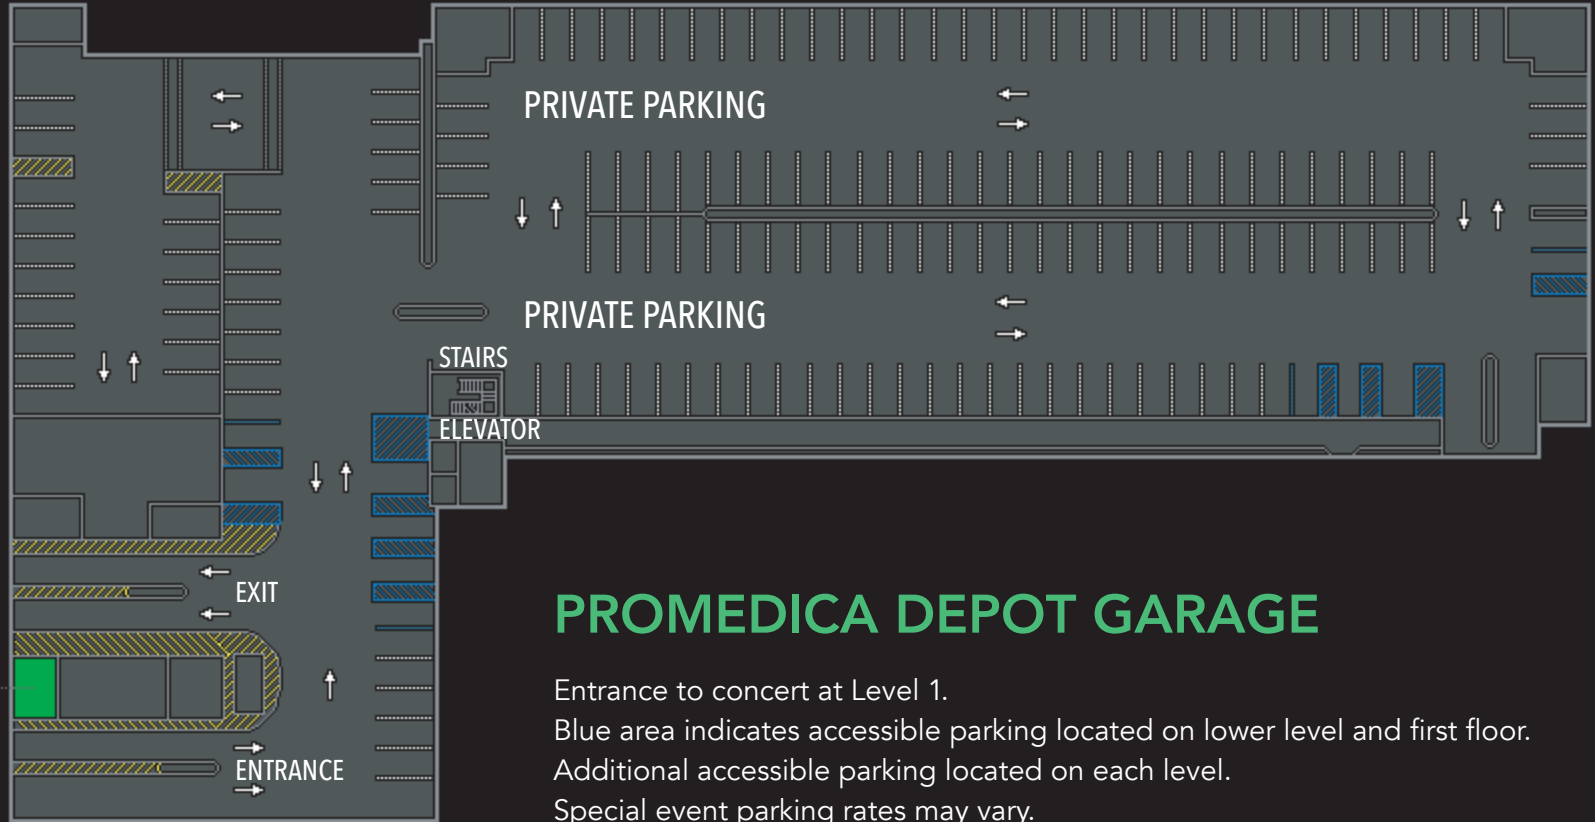 PRIVATE PARKING
PRIVATE PARKING
STAIRS
ELEVATOR
EXIT
ENTRANCE
PROMEDICA DEPOT GARAGE
Entrance to concert at Level 1.
Blue area indicates accessible parking located on lower level and first floor.
Additional accessible parking located on each level.
Special event parking rates may vary.